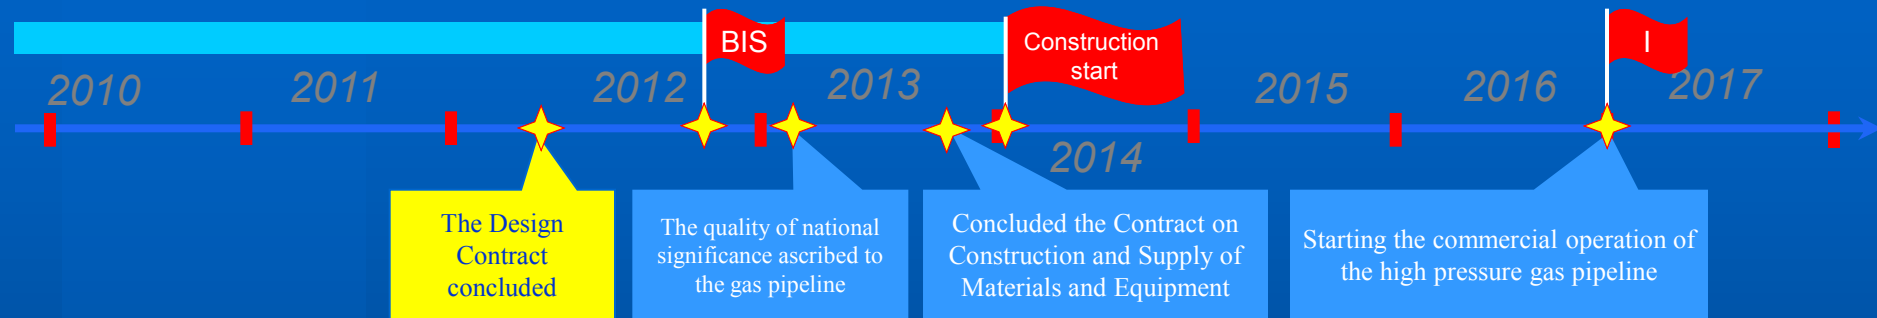 BIS
Construction
start
I
2010
2011
2012
2013
2014
2015
2016
2017
The Design
Contract
concluded
The quality of national
significance ascribed to
the gas pipeline
Concluded the Contract on
Construction and Supply of
Materials and Equipment
Starting the commercial operation of
the high pressure gas pipeline